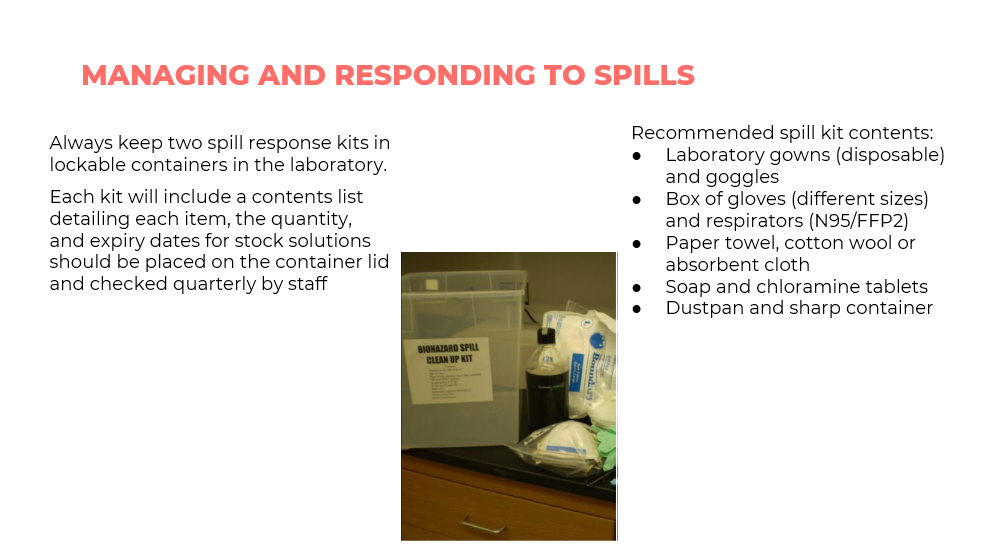 MANAGING AND RESPONDING TO SPILLS
Always keep two spill response kits in
lockable containers in the laboratory.
Each kit will include a contents list
detailing each item, the quantity,
and expiry dates for stock solutions
should be placed on the container lid
and checked quarterly by staff
Recommended spill kit contents:
● Laboratory gowns (disposable)
and goggles
● Box of gloves (different sizes)
and respirators (N95/FFP2)
● Paper towel, cotton wool or
absorbent cloth
● Soap and chloramine tablets
● Dustpan and sharp container
BIOHAZARD SPILL
CLEAN UP KIT